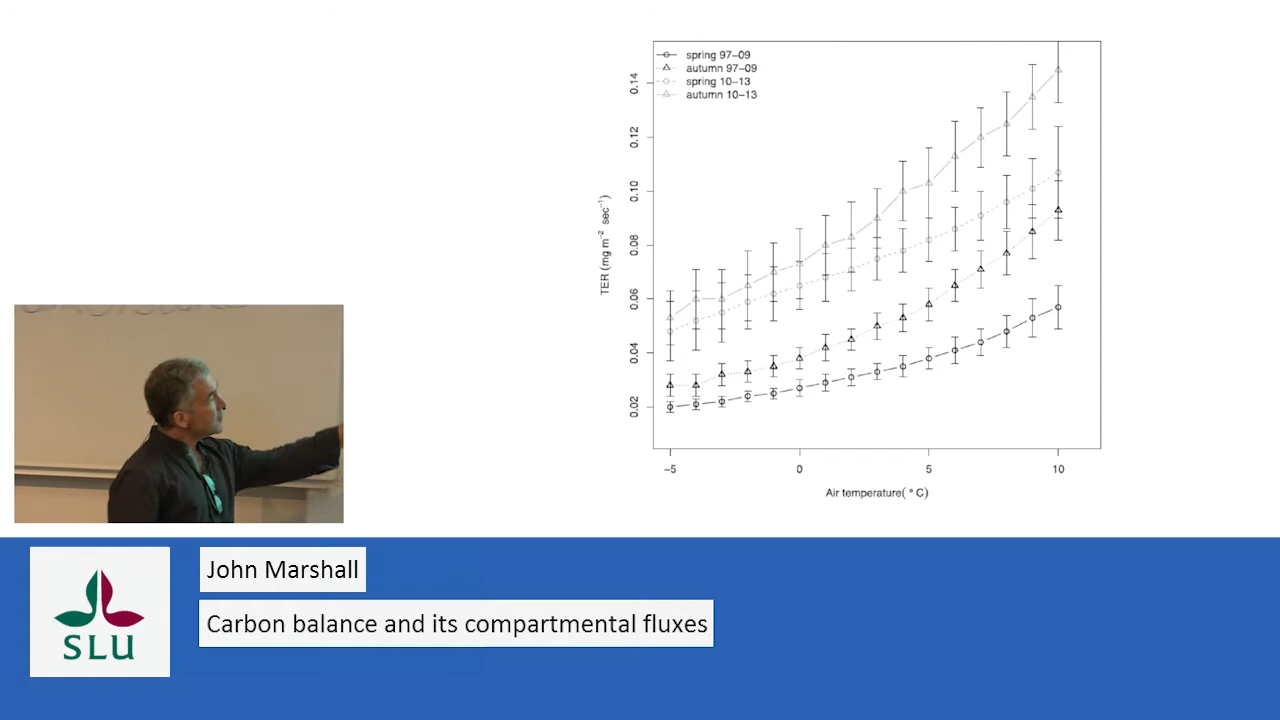 spring 97–09
autumn 97–09
spring 10–13
autumn 10–13
TER (mg m⁻² sec⁻¹)
0.14
0.12
0.10
0.08
0.06
0.04
0.02
−5
0
5
10
Air temperature( ° C)
John Marshall
Carbon balance and its compartmental fluxes
SLU